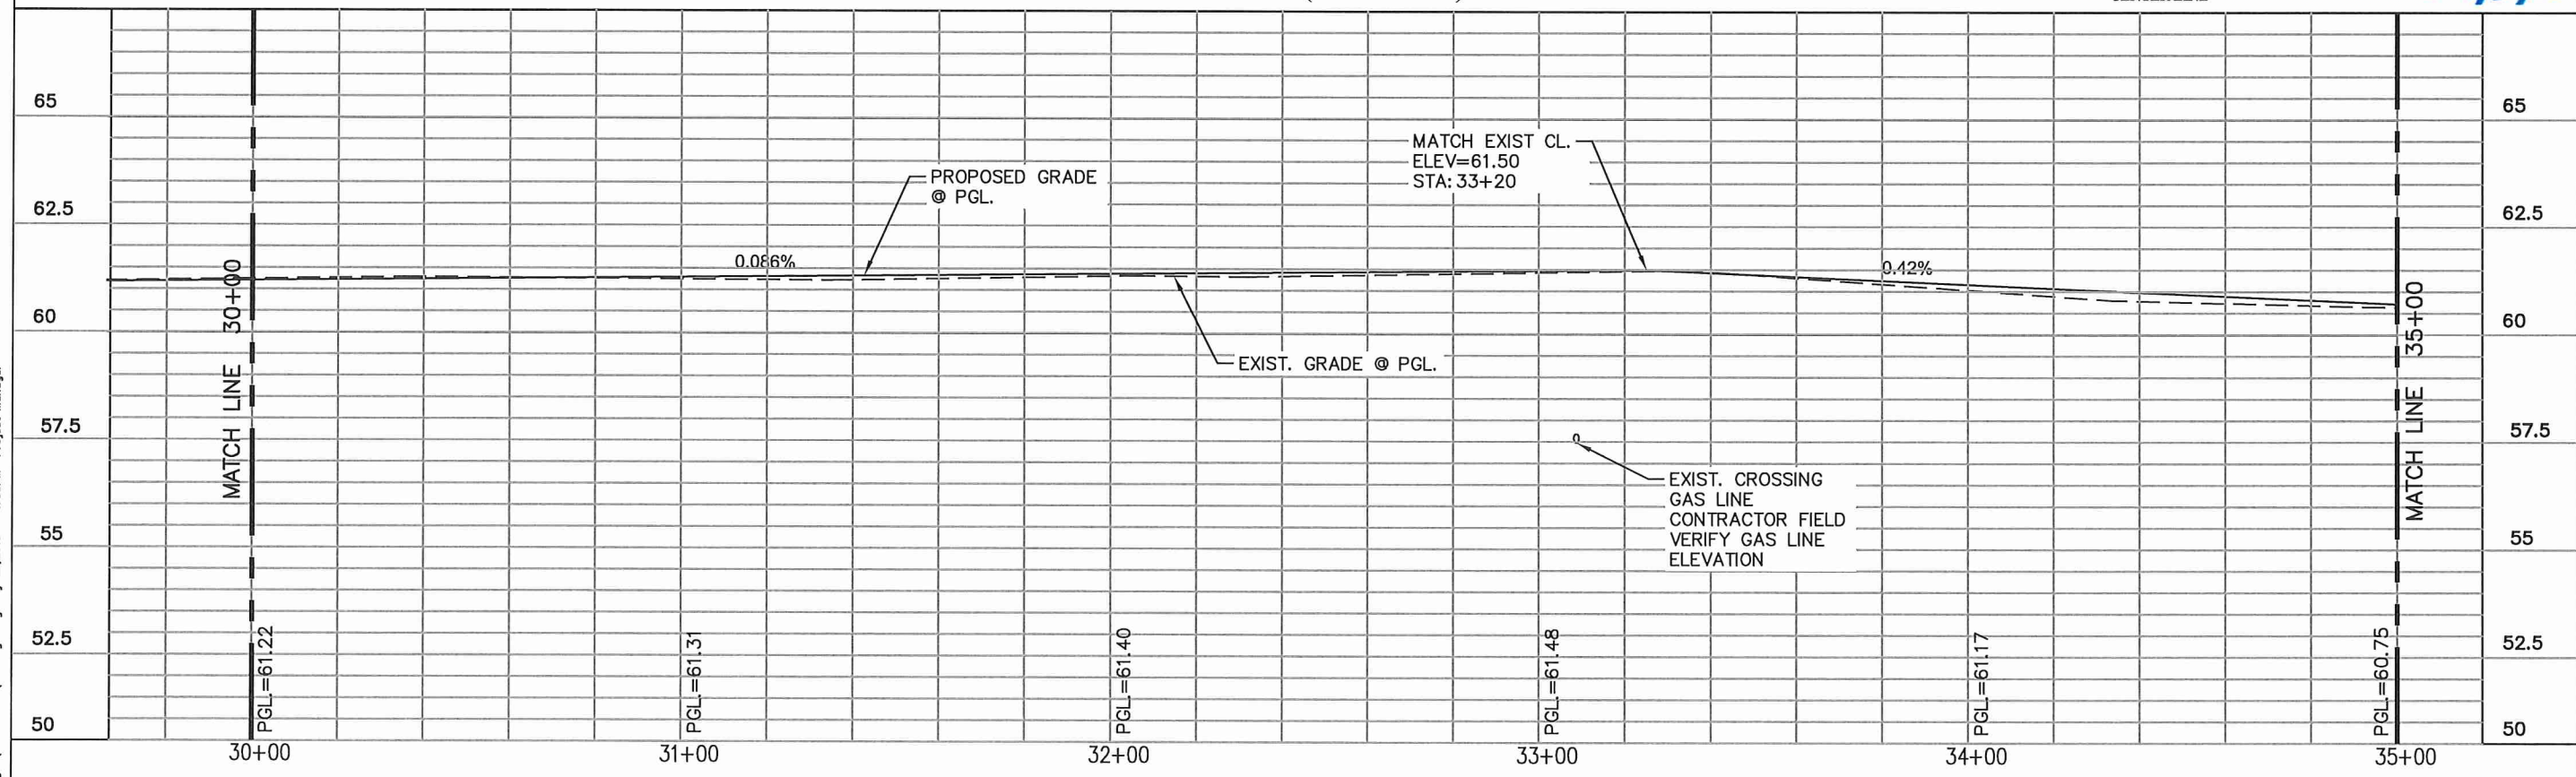 65
62.5
60
57.5
55
52.5
50
MATCH LINE 30+00
0.086%
PROPOSED GRADE
@ PGL.
MATCH EXIST CL.
ELEV=61.50
STA: 33+20
0.42%
EXIST. GRADE @ PGL.
EXIST. CROSSING
GAS LINE
CONTRACTOR FIELD
VERIFY GAS LINE
ELEVATION
MATCH LINE 35+00
65
62.5
60
57.5
55
52.5
50
PGL=61.22
PGL=61.31
PGL=61.40
PGL=61.48
PGL=61.17
PGL=60.75
30+00
31+00
32+00
33+00
34+00
35+00